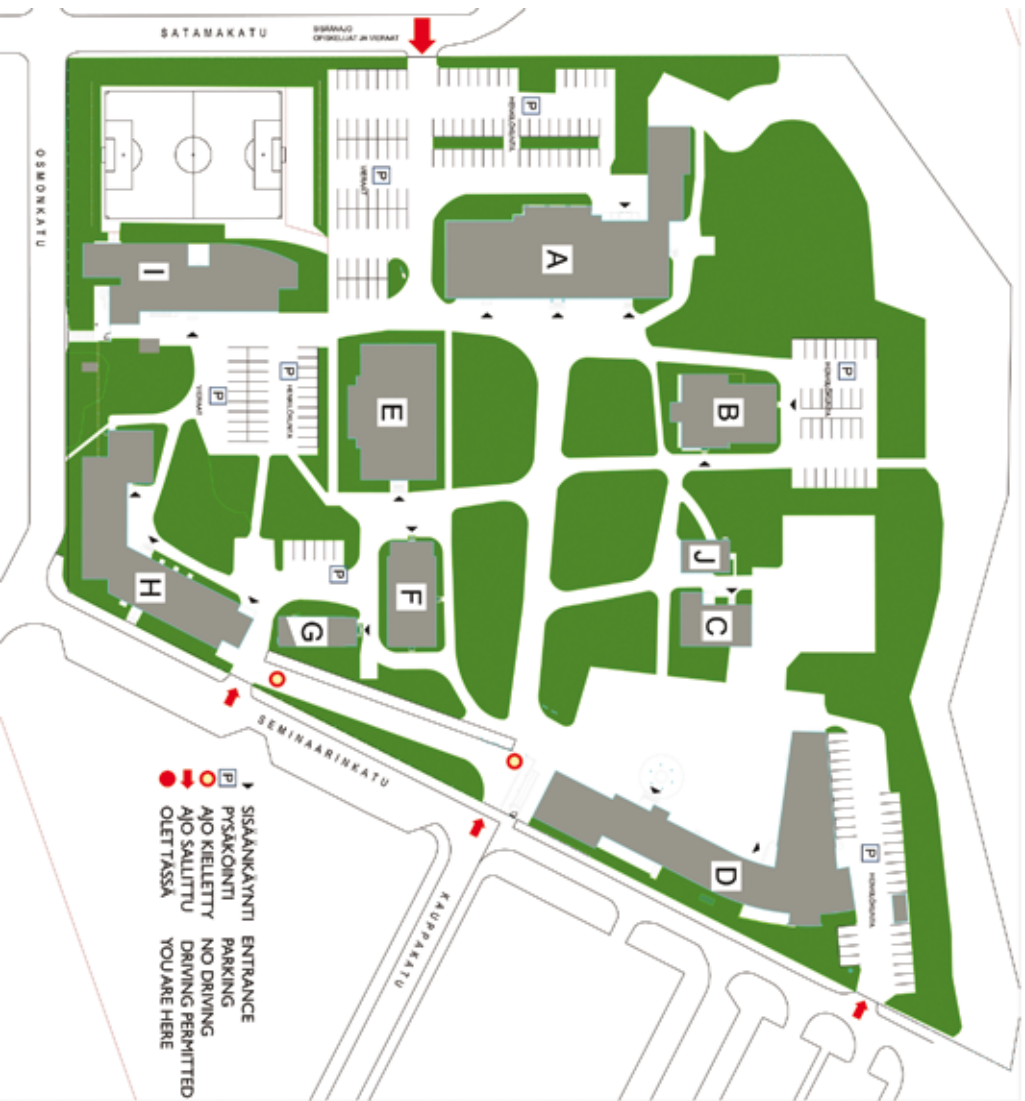 SATAMAKATU
SISÄÄNAJO
OPISKELIJAT JA VIERAAT
OSMONKATU
P
HENKILÖKUNTA
P
VIERAAT
A
I
P
HENKILÖKUNTA
P
VIERAAT
E
B
P
HENKILÖKUNTA
J
C
H
P
F
G
D
P
HENKILÖKUNTA
SEMINAARINKATU
KAUPPAKATU
SISÄÄNKÄYNTI ENTRANCE
P PYSÄKÖINTI PARKING
AJO KIELLETTY NO DRIVING
AJO SALLITTU DRIVING PERMITTED
OLET TÄSSÄ YOU ARE HERE